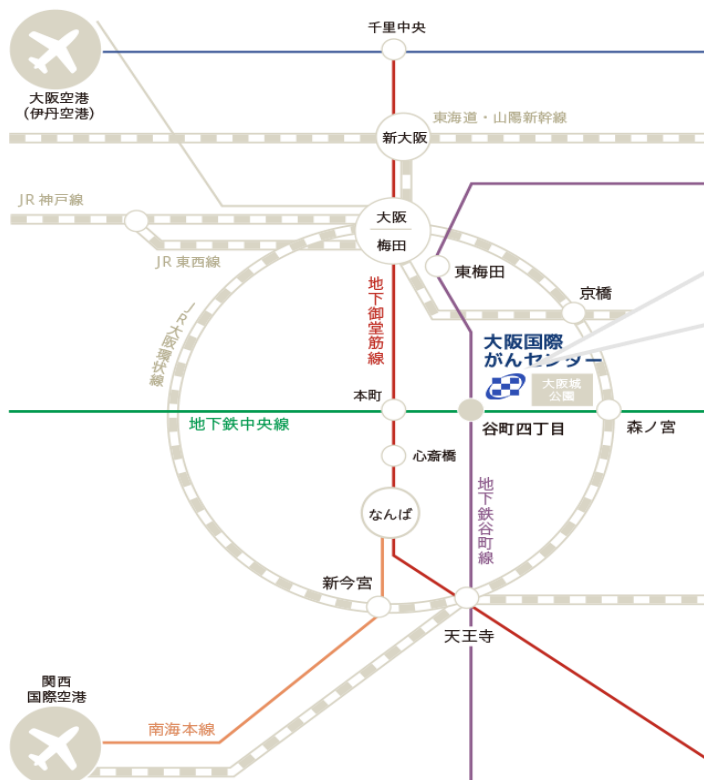 千里中央
大阪空港
(伊丹空港)
東海道・山陽新幹線
新大阪
JR 神戸線
大阪
梅田
JR 東西線
東梅田
京橋
地下御堂筋線
JR大阪環状線
大阪国際
がんセンター
大阪城
公園
本町
地下鉄中央線
谷町四丁目
森ノ宮
心斎橋
地下鉄谷町線
なんば
新今宮
天王寺
関西
国際空港
南海本線